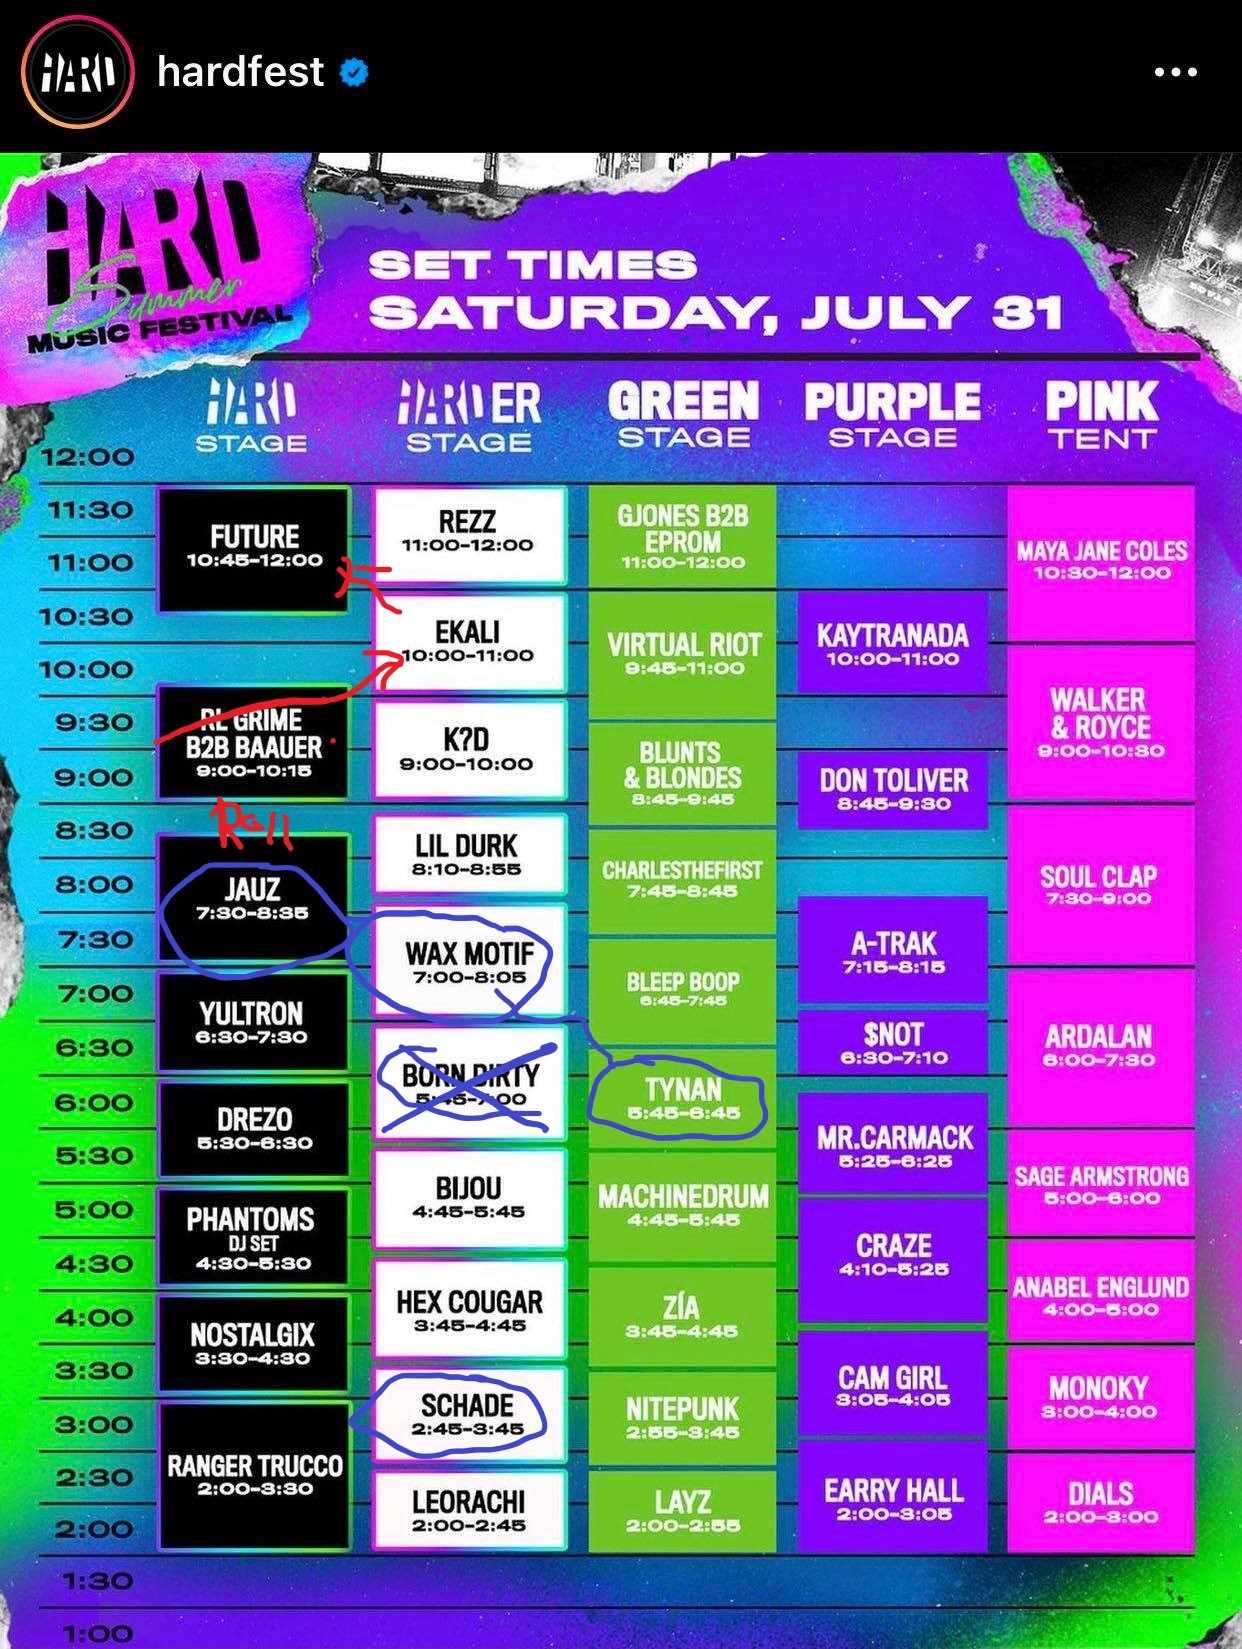 HARD
hardfest
HARD
Summer
MUSIC FESTIVAL
SET TIMES
SATURDAY, JULY 31
HARD
STAGE
HARDER
STAGE
GREEN
STAGE
PURPLE
STAGE
PINK
TENT
12:00
11:30
11:00
10:30
10:00
9:30
9:00
8:30
8:00
7:30
7:00
6:30
6:00
5:30
5:00
4:30
4:00
3:30
3:00
2:30
2:00
1:30
1:00
FUTURE
10:45-12:00
RL GRIME
B2B BAAUER
9:00-10:15
Roll
JAUZ
7:30-8:35
YULTRON
6:30-7:30
DREZO
5:30-6:30
PHANTOMS
DJ SET
4:30-5:30
NOSTALGIX
3:30-4:30
RANGER TRUCCO
2:00-3:30
REZZ
11:00-12:00
EKALI
10:00-11:00
K?D
9:00-10:00
LIL DURK
8:10-8:55
WAX MOTIF
7:00-8:05
BORN DIRTY
5:45-7:00
BIJOU
4:45-5:45
HEX COUGAR
3:45-4:45
SCHADE
2:45-3:45
LEORACHI
2:00-2:45
GJONES B2B
EPROM
11:00-12:00
VIRTUAL RIOT
9:45-11:00
BLUNTS
& BLONDES
8:45-9:45
CHARLESTHEFIRST
7:45-8:45
BLEEP BOOP
6:45-7:45
TYNAN
5:45-6:45
MACHINEDRUM
4:45-5:45
ZÍA
3:45-4:45
NITEPUNK
2:55-3:45
LAYZ
2:00-2:55
KAYTRANADA
10:00-11:00
DON TOLIVER
8:45-9:30
A-TRAK
7:15-8:15
$NOT
6:30-7:10
MR.CARMACK
5:25-6:25
CRAZE
4:10-5:25
CAM GIRL
3:05-4:05
EARRY HALL
2:00-3:05
MAYA JANE COLES
10:30-12:00
WALKER
& ROYCE
9:00-10:30
SOUL CLAP
7:30-9:00
ARDALAN
6:00-7:30
SAGE ARMSTRONG
5:00-6:00
ANABEL ENGLUND
4:00-5:00
MONOKY
3:00-4:00
DIALS
2:00-3:00